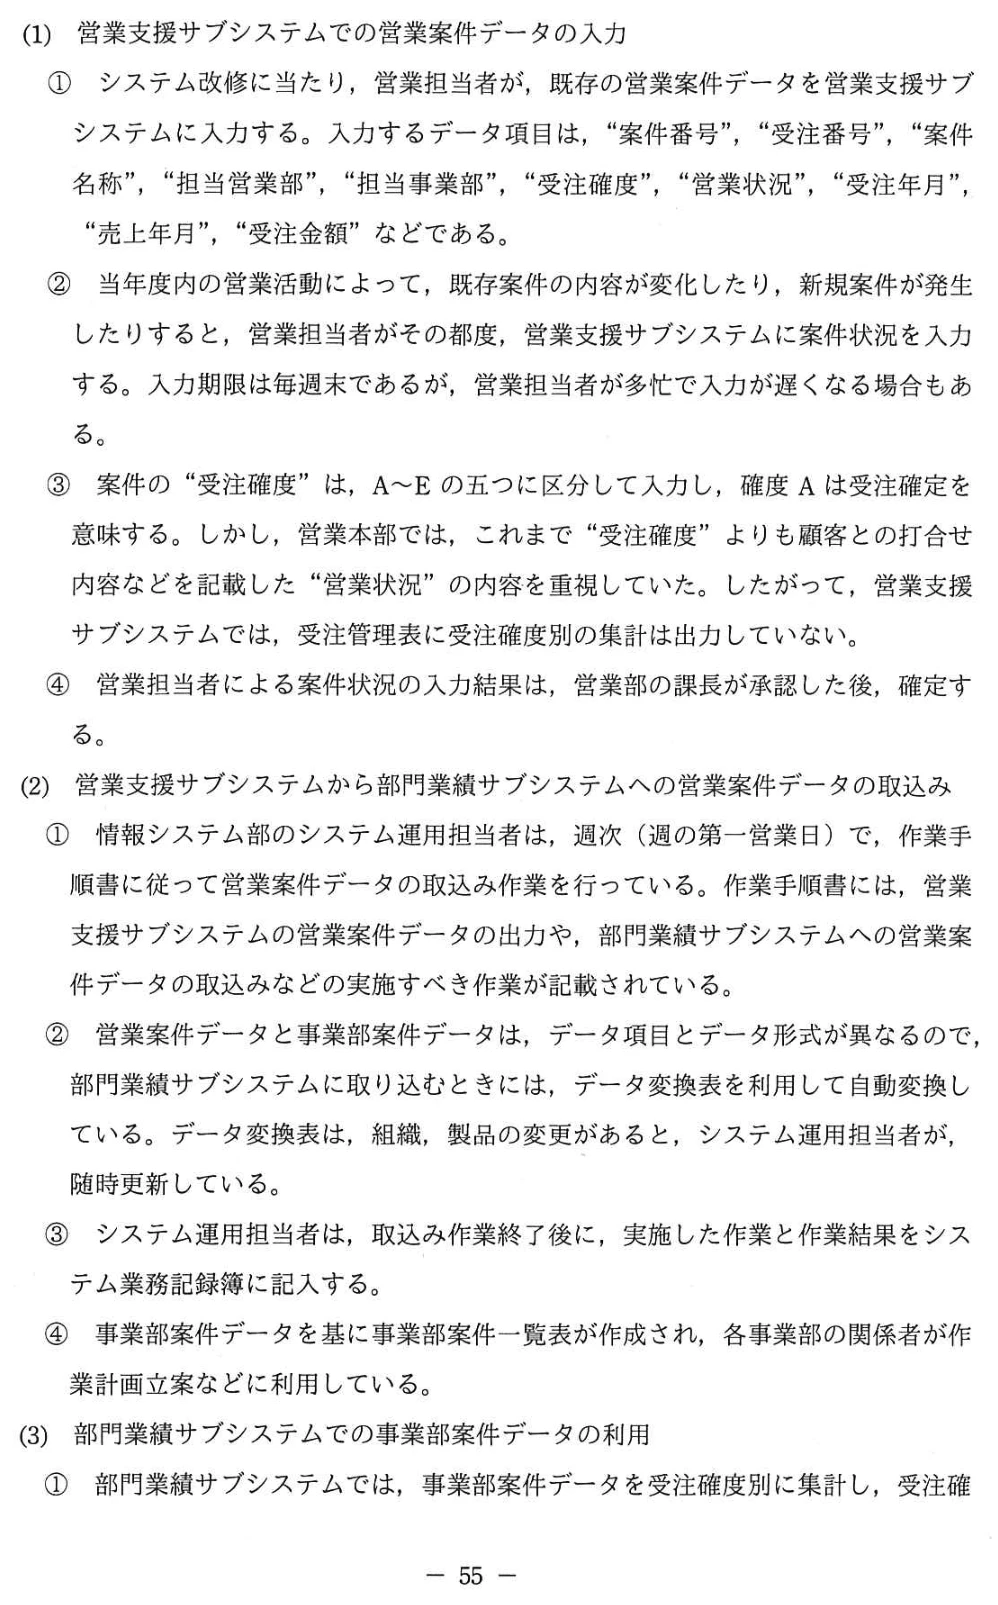 (1) 営業支援サブシステムでの営業案件データの入力
① システム改修に当たり，営業担当者が，既存の営業案件データを営業支援サブ
システムに入力する。入力するデータ項目は，“案件番号”，“受注番号”，“案件
名称”，“担当営業部”，“担当事業部”，“受注確度”，“営業状況”，“受注年月”，
“売上年月”，“受注金額” などである。
② 当年度内の営業活動によって，既存案件の内容が変化したり，新規案件が発生
したりすると，営業担当者がその都度，営業支援サブシステムに案件状況を入力
する。入力期限は毎週末であるが，営業担当者が多忙で入力が遅くなる場合もあ
る。
③ 案件の “受注確度” は，A～E の五つに区分して入力し，確度 A は受注確定を
意味する。しかし，営業本部では，これまで “受注確度” よりも顧客との打合せ
内容などを記載した “営業状況” の内容を重視していた。したがって，営業支援
サブシステムでは，受注管理表に受注確度別の集計は出力していない。
④ 営業担当者による案件状況の入力結果は，営業部の課長が承認した後，確定す
る。
(2) 営業支援サブシステムから部門業績サブシステムへの営業案件データの取込み
① 情報システム部のシステム運用担当者は，週次（週の第一営業日）で，作業手
順書に従って営業案件データの取込み作業を行っている。作業手順書には，営業
支援サブシステムの営業案件データの出力や，部門業績サブシステムへの営業案
件データの取込みなどの実施すべき作業が記載されている。
② 営業案件データと事業部案件データは，データ項目とデータ形式が異なるので，
部門業績サブシステムに取り込むときには，データ変換表を利用して自動変換し
ている。データ変換表は，組織，製品の変更があると，システム運用担当者が，
随時更新している。
③ システム運用担当者は，取込み作業終了後に，実施した作業と作業結果をシス
テム業務記録簿に記入する。
④ 事業部案件データを基に事業部案件一覧表が作成され，各事業部の関係者が作
業計画立案などに利用している。
(3) 部門業績サブシステムでの事業部案件データの利用
① 部門業績サブシステムでは，事業部案件データを受注確度別に集計し，受注確
－ 55 －